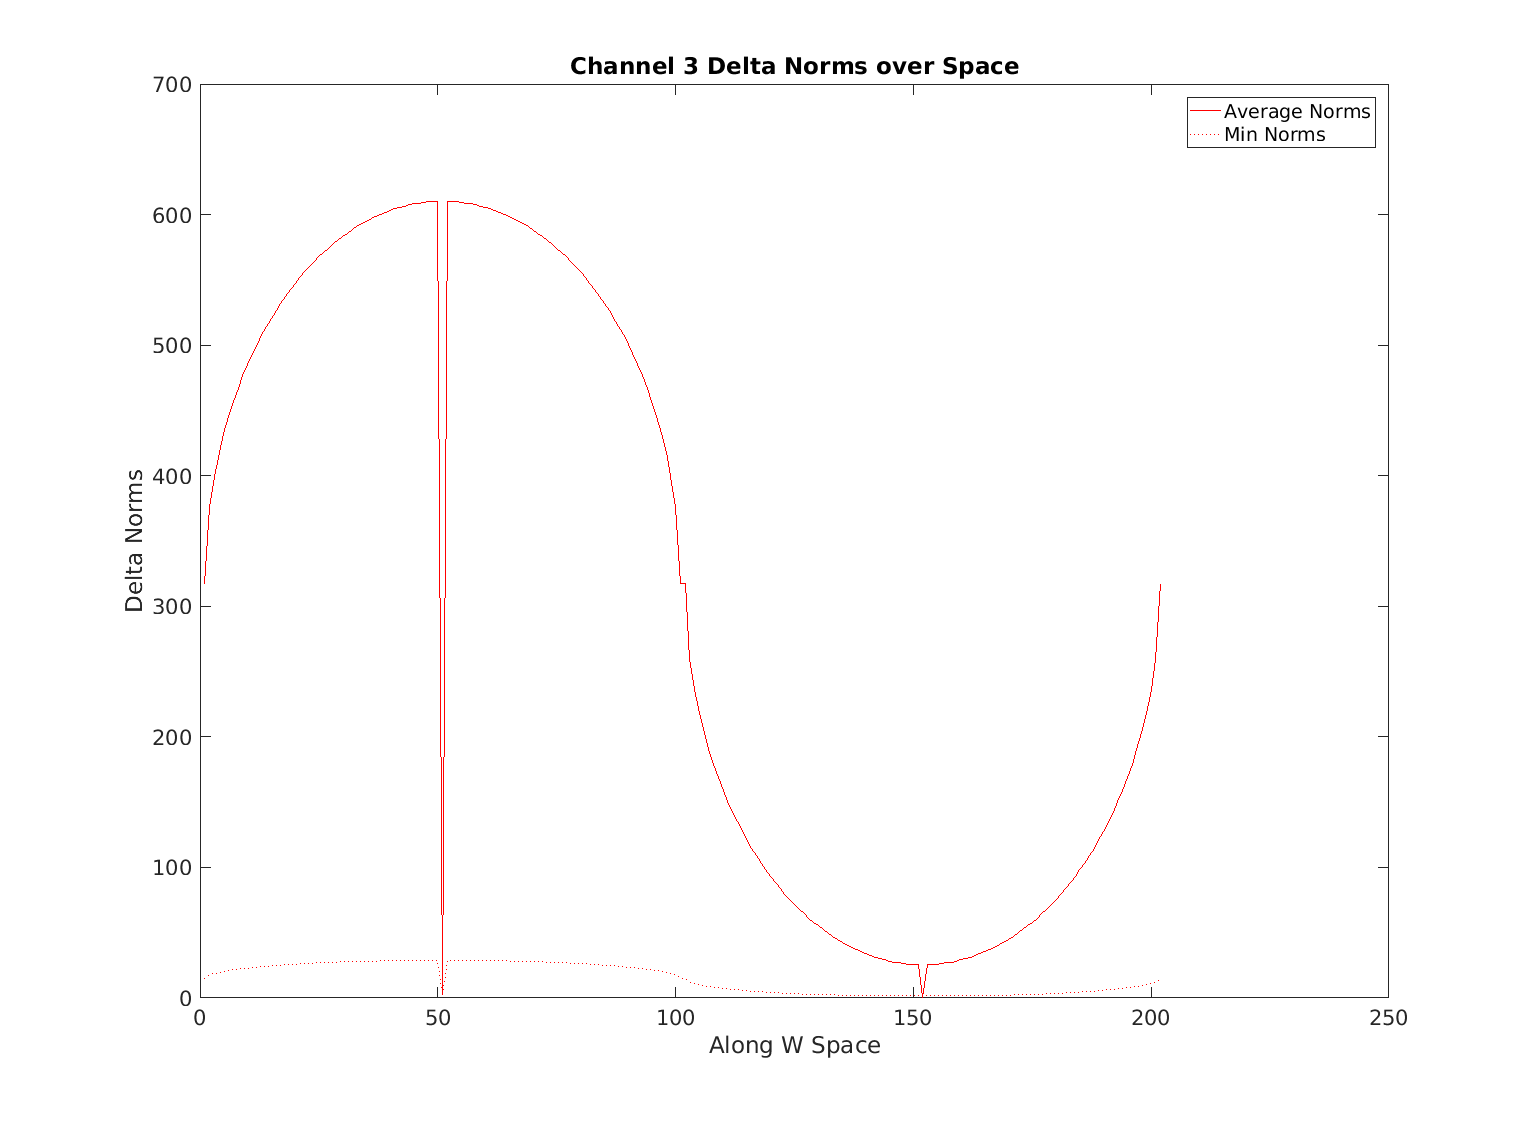 Channel 3 Delta Norms over Space
Average Norms
Min Norms
700
600
500
400
300
200
100
0
Delta Norms
0 50 100 150 200 250
Along W Space